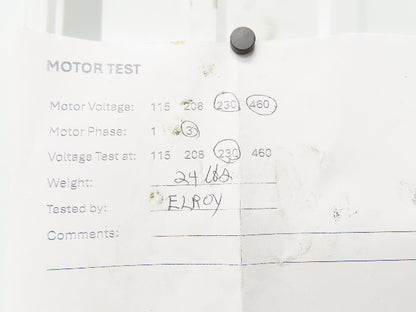 MOTOR TEST
Motor Voltage: 115 208 230 460
Motor Phase: 1 3
Voltage Test at: 115 208 230 460
Weight: 24 lbs
Tested by: ELROY
Comments: